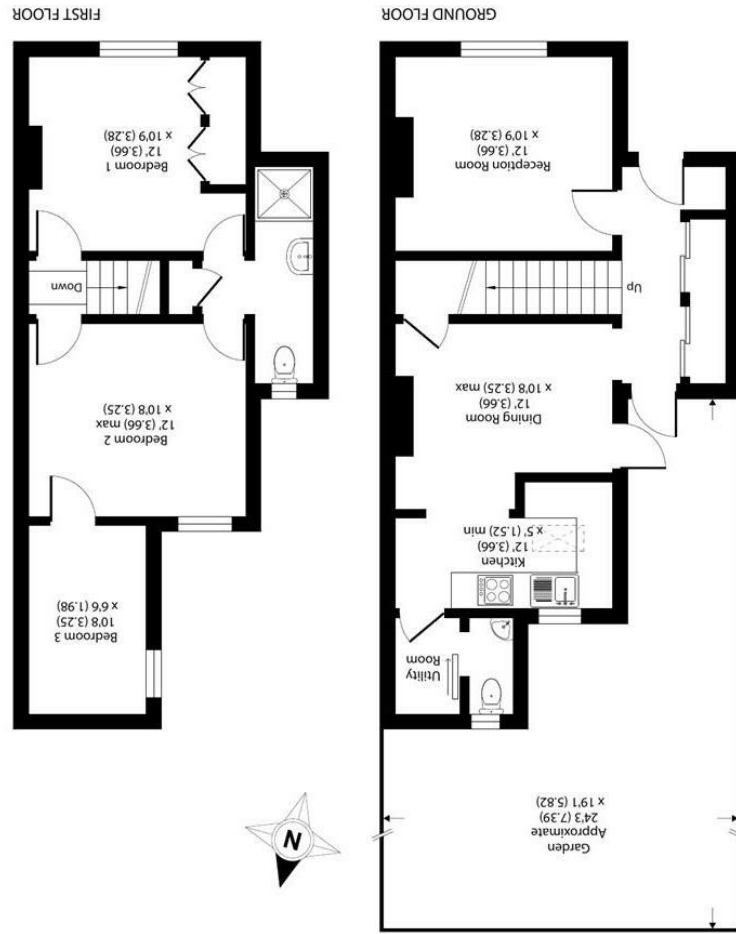 Garden
Approximate
24'3 (7.39)
x 19'1 (5.82)
N
Utility
Room
Kitchen
12' (3.66)
x 5' (1.52) min
Dining Room
12' (3.66)
x 10'8 (3.25) max
Up
Reception Room
12' (3.66)
x 10'9 (3.28)
GROUND FLOOR
Bedroom 3
10'8 (3.25)
x 6'6 (1.98)
Bedroom 2
12' (3.66) max
x 10'8 (3.25)
Down
Bedroom 1
12' (3.66)
x 10'9 (3.28)
FIRST FLOOR